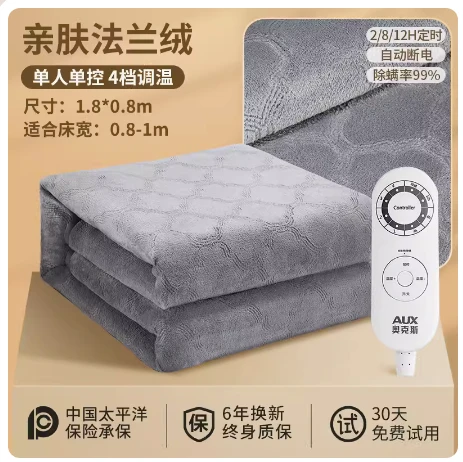 亲肤法兰绒
单人单控 4档调温
尺寸：1.8*0.8m
适合床宽：0.8-1m
2/8/12H定时
自动断电
除螨率99%
Controller
AUX
奥克斯
中国太平洋
保险承保
保
6年换新
终身质保
试
30天
免费试用